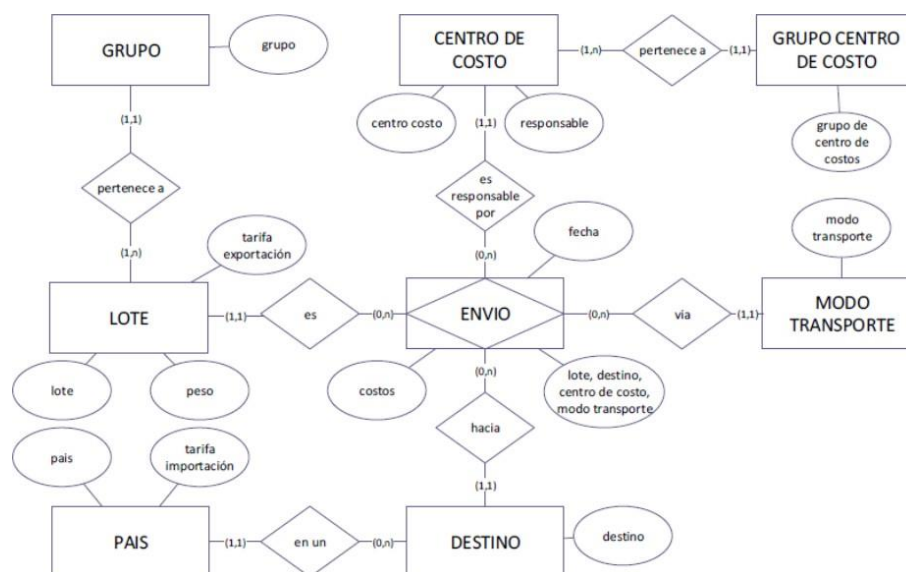 GRUPO
grupo
CENTRO DE
COSTO
(1,n)
pertenece a
(1,1)
GRUPO CENTRO
DE COSTO
(1,1)
centro costo
(1,1)
responsable
grupo de
centro de
costos
pertenece a
es
responsable
por
(1,n)
tarifa
exportación
(0,n)
fecha
modo
transporte
LOTE
(1,1)
es
(0,n)
ENVIO
(0,n)
via
(1,1)
MODO
TRANSPORTE
lote
peso
costos
(0,n)
lote, destino,
centro de costo,
modo transporte
hacia
pais
tarifa
importación
(1,1)
PAIS
(1,1)
en un
(0,n)
DESTINO
destino